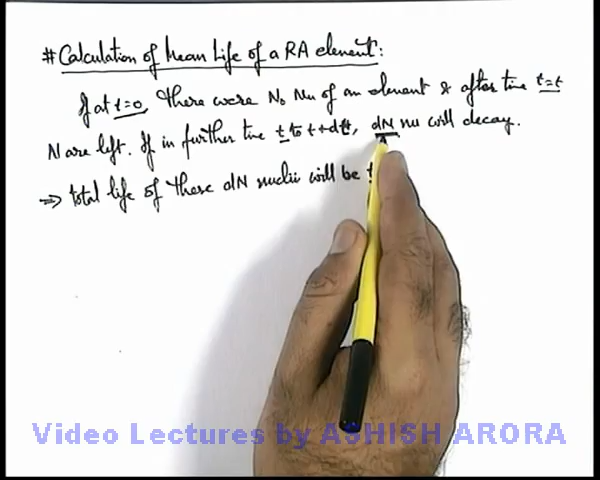 # Calculation of Mean Life of a RA element:
If at t=0, there were N₀ Nu of an element & after time t=t
N are left. If in further time t to t+dt, dN nu will decay.
⇒ total life of these dN nuclii will be t
Video Lectures by ASHISH ARORA